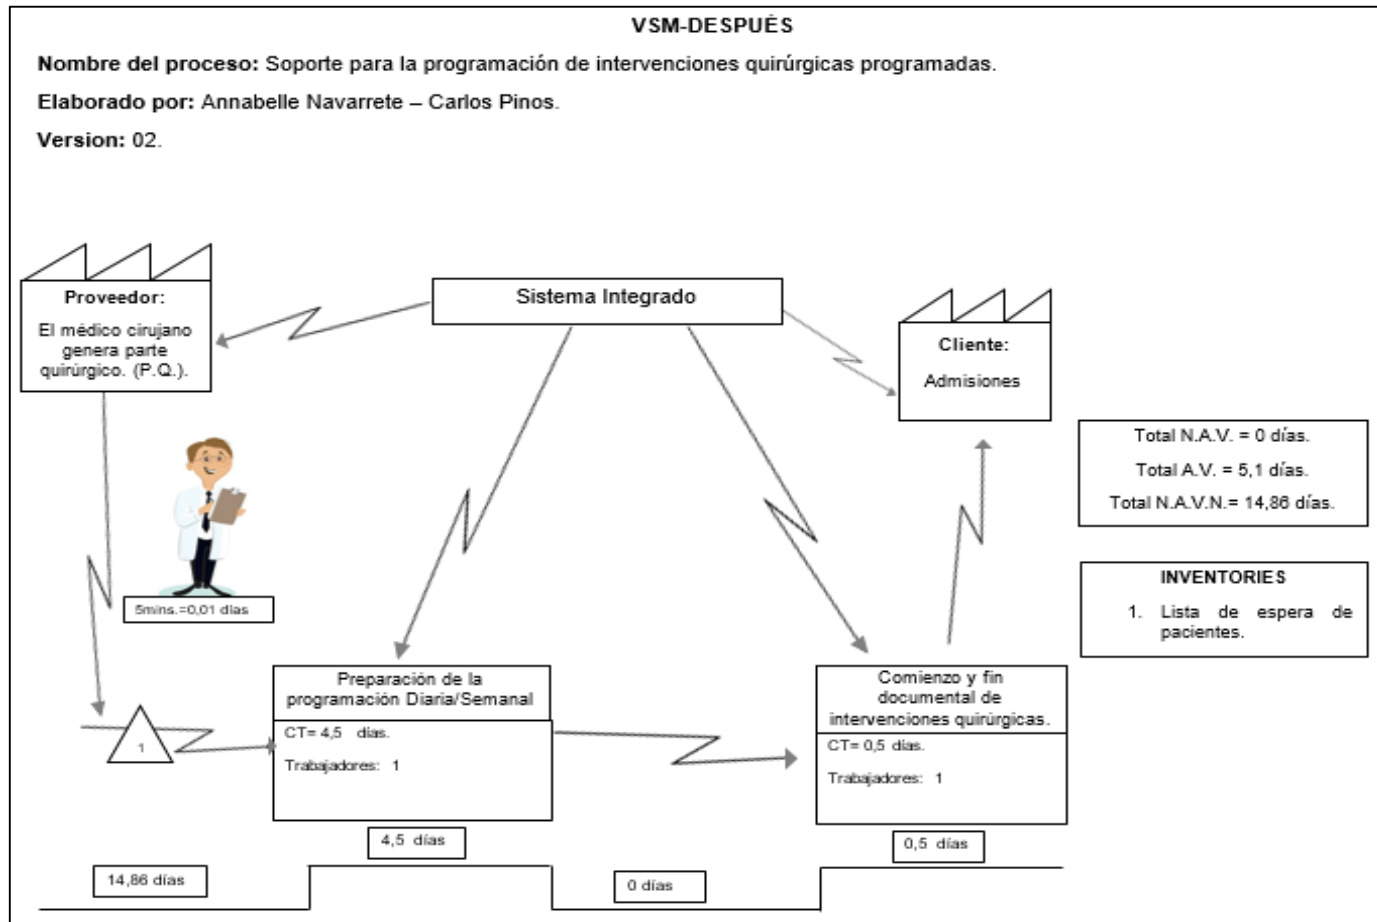 VSM-DESPUÉS
Nombre del proceso: Soporte para la programación de intervenciones quirúrgicas programadas.
Elaborado por: Annabelle Navarrete – Carlos Pinos.
Version: 02.
Proveedor:
El médico cirujano
genera parte
quirúrgico. (P.Q.).
Sistema Integrado
Cliente:
Admisiones
Total N.A.V. = 0 días.
Total A.V. = 5,1 días.
Total N.A.V.N.= 14,86 días.
INVENTORIES
1. Lista de espera de
pacientes.
5mins.=0,01 días
1
Preparación de la
programación Diaria/Semanal
CT= 4,5 días.
Trabajadores: 1
Comienzo y fin
documental de
intervenciones quirúrgicas.
CT= 0,5 días.
Trabajadores: 1
14,86 días
4,5 días
0 días
0,5 días